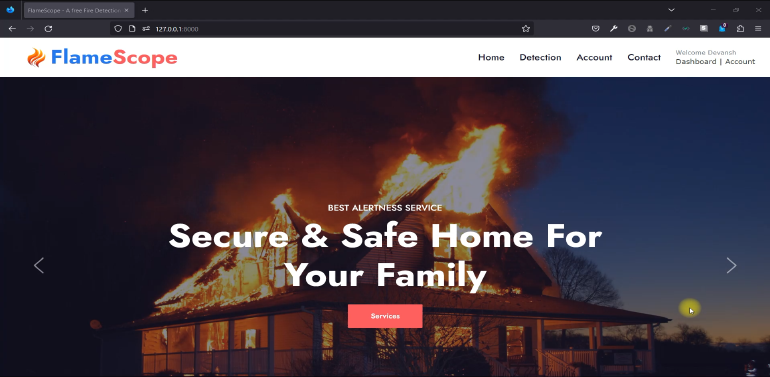 FlameScope - A free Fire Detection
127.0.0.1:8000
FlameScope
Home
Detection
Account
Contact
Welcome Devansh
Dashboard | Account
BEST ALERTNESS SERVICE
Secure & Safe Home For
Your Family
Services